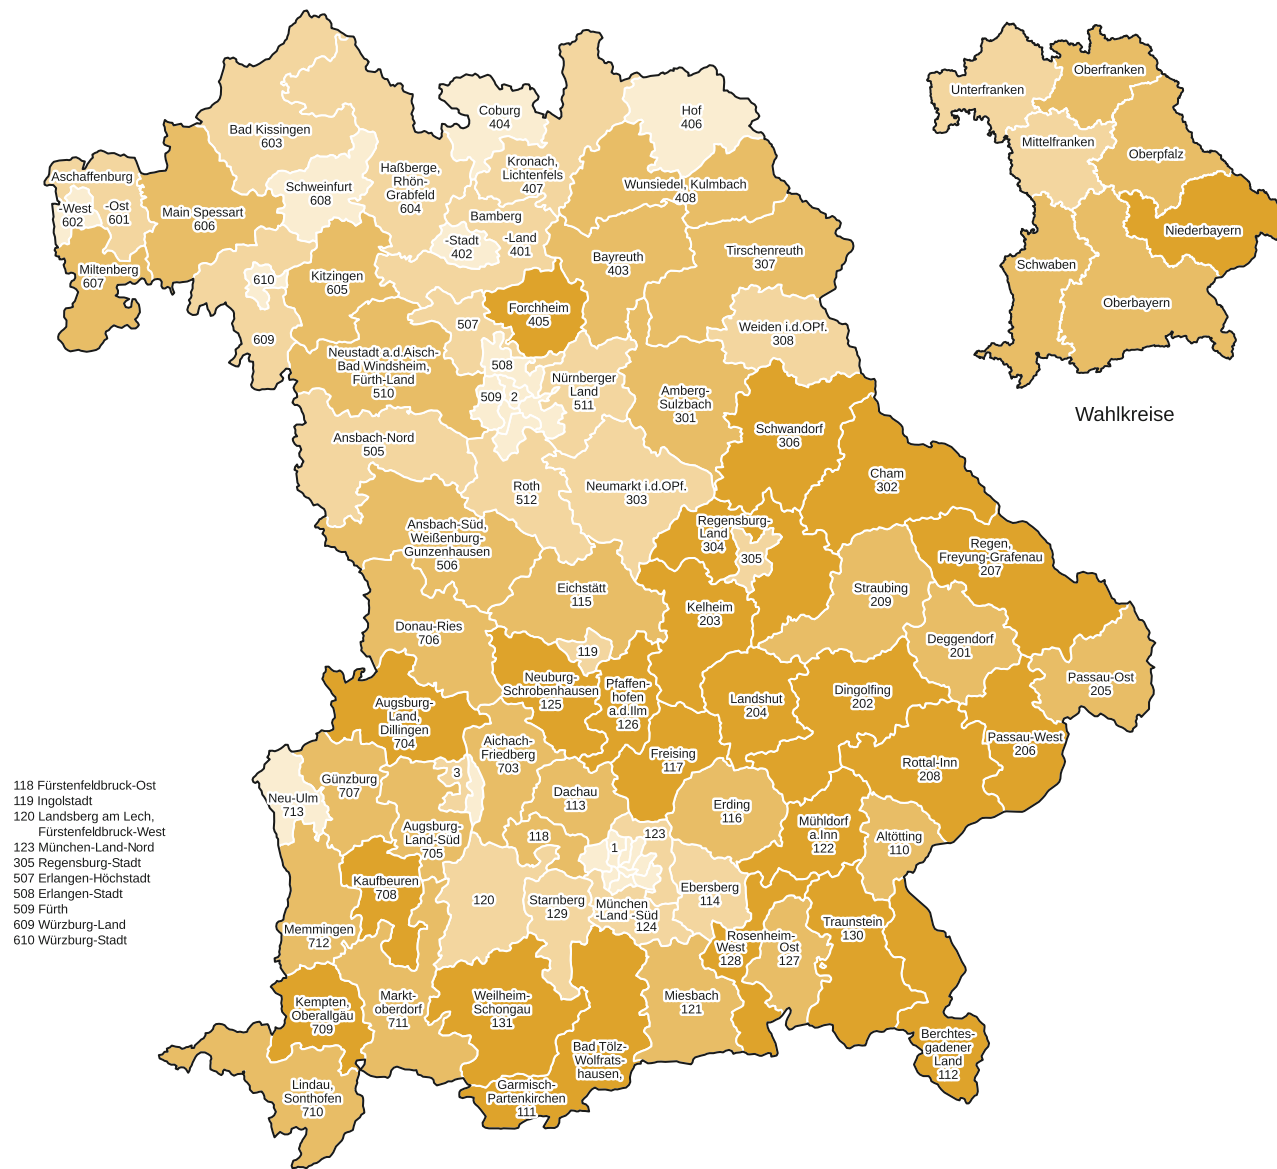 Bad Kissingen
603
Coburg
404
Hof
406
Aschaffenburg
-West
602
-Ost
601
Main Spessart
606
Schweinfurt
608
Haßberge,
Rhön-
Grabfeld
604
Kronach,
Lichtenfels
407
Wunsiedel, Kulmbach
408
Bamberg
-Stadt
402
-Land
401
Miltenberg
607
610
Kitzingen
605
Bayreuth
403
Tirschenreuth
307
Forchheim
405
507
609
Weiden i.d.OPf.
308
Neustadt a.d.Aisch-
Bad Windsheim,
Fürth-Land
510
508
509
2
Nürnberger
Land
511
Amberg-
Sulzbach
301
Ansbach-Nord
505
Schwandorf
306
Cham
302
Roth
512
Neumarkt i.d.OPf.
303
Ansbach-Süd,
Weißenburg-
Gunzenhausen
506
Regensburg-
Land
304
305
Regen,
Freyung-Grafenau
207
Eichstätt
115
Kelheim
203
Straubing
209
Donau-Ries
706
Deggendorf
201
119
Neuburg-
Schrobenhausen
125
Pfaffen-
hofen
a.d.Ilm
126
Landshut
204
Dingolfing
202
Passau-Ost
205
Augsburg-
Land,
Dillingen
704
Aichach-
Friedberg
703
Freising
117
Passau-West
206
Rottal-Inn
208
Günzburg
707
3
Neu-Ulm
713
Dachau
113
Erding
116
Augsburg-
Land-Süd
705
118
1
123
Mühldorf
a.Inn
122
Altötting
110
Kaufbeuren
708
120
Starnberg
129
München
-Land -Süd
124
Ebersberg
114
Memmingen
712
Rosenheim-
West
128
Ost
127
Traunstein
130
Kempten,
Oberallgäu
709
Markt-
oberdorf
711
Weilheim-
Schongau
131
Miesbach
121
Bad Tölz-
Wolfrats-
hausen,
Garmisch-
Partenkirchen
111
Berchtes-
gadener
Land
112
Lindau,
Sonthofen
710
118 Fürstenfeldbruck-Ost
119 Ingolstadt
120 Landsberg am Lech,
Fürstenfeldbruck-West
123 München-Land-Nord
305 Regensburg-Stadt
507 Erlangen-Höchstadt
508 Erlangen-Stadt
509 Fürth
609 Würzburg-Land
610 Würzburg-Stadt
Oberfranken
Unterfranken
Mittelfranken
Oberpfalz
Niederbayern
Schwaben
Oberbayern
Wahlkreise